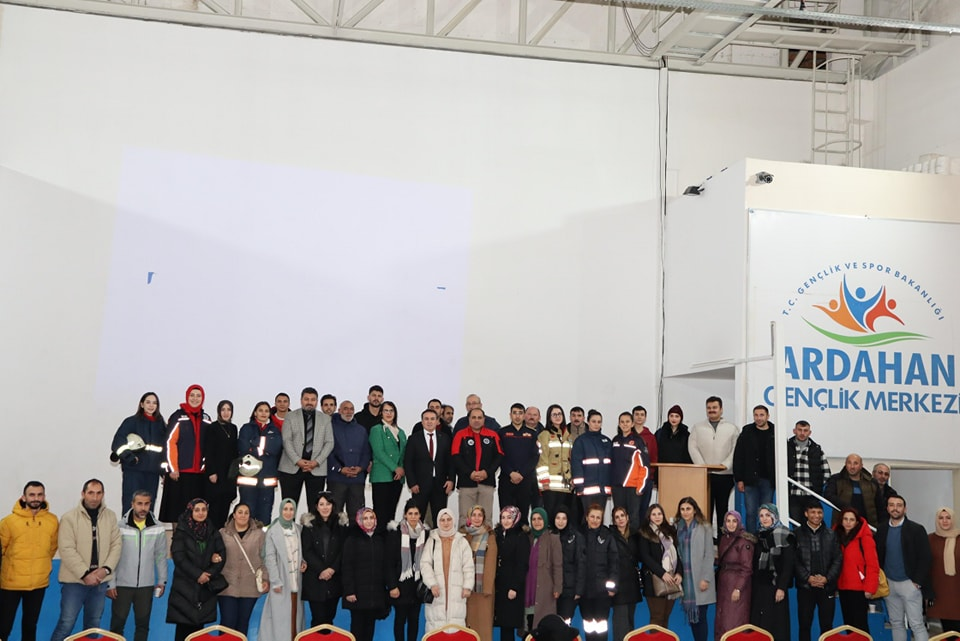 T.C. GENÇLİK VE SPOR BAKANLIĞI
ARDAHAN
GENÇLİK MERKEZİ